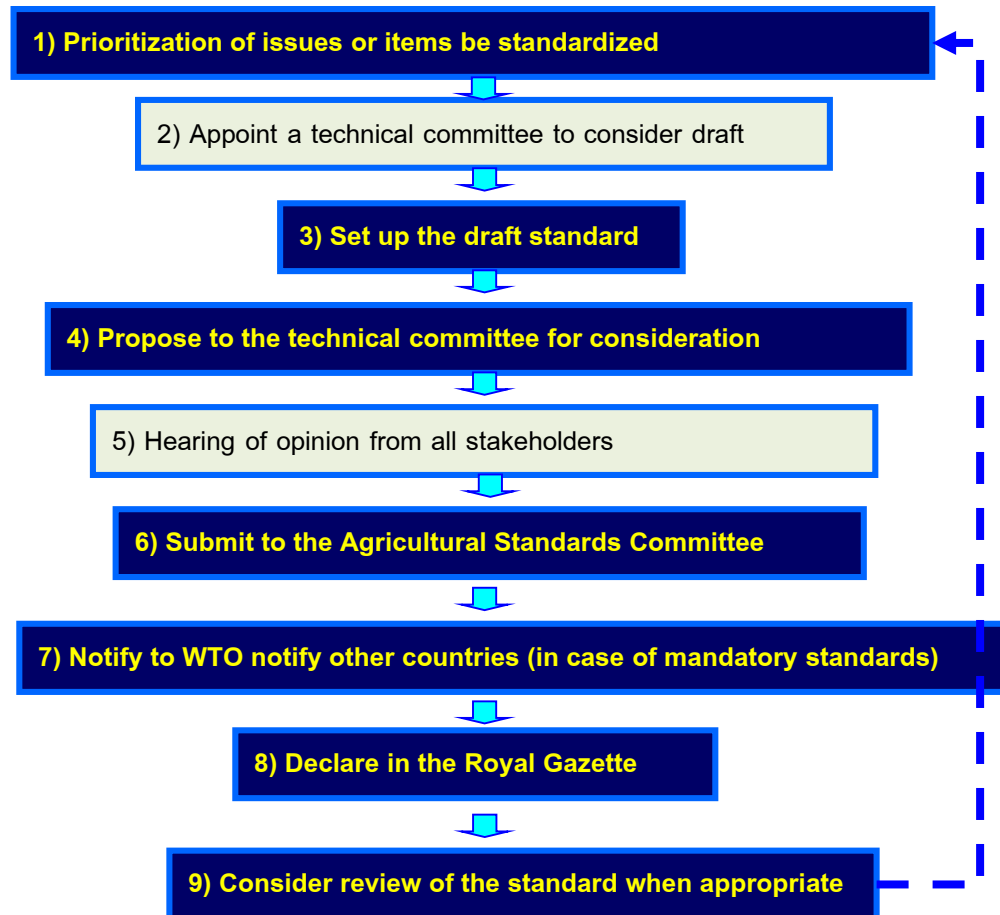 1) Prioritization of issues or items be standardized
2) Appoint a technical committee to consider draft
3) Set up the draft standard
4) Propose to the technical committee for consideration
5) Hearing of opinion from all stakeholders
6) Submit to the Agricultural Standards Committee
7) Notify to WTO notify other countries (in case of mandatory standards)
8) Declare in the Royal Gazette
9) Consider review of the standard when appropriate